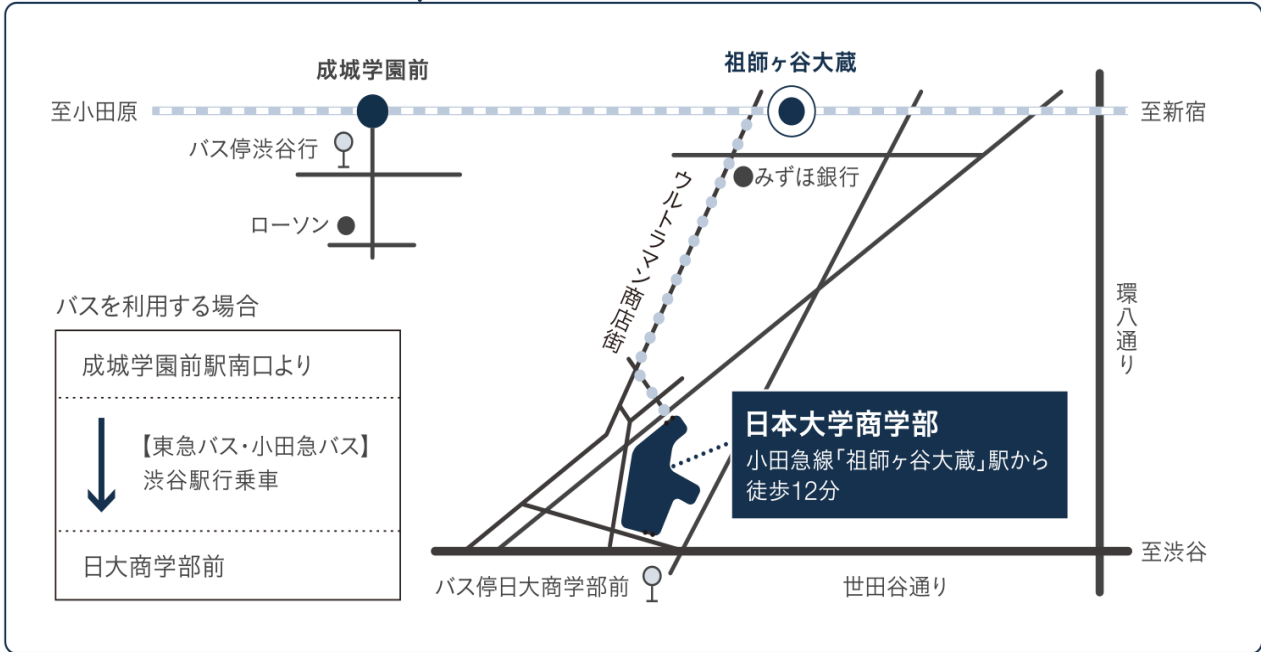 成城学園前
祖師ヶ谷大蔵
至小田原
至新宿
バス停渋谷行
みずほ銀行
ローソン
ウルトラマン商店街
環八通り
バスを利用する場合
成城学園前駅南口より
【東急バス・小田急バス】
渋谷駅行乗車
日大商学部前
日本大学商学部
小田急線「祖師ヶ谷大蔵」駅から
徒歩12分
至渋谷
バス停日大商学部前
世田谷通り